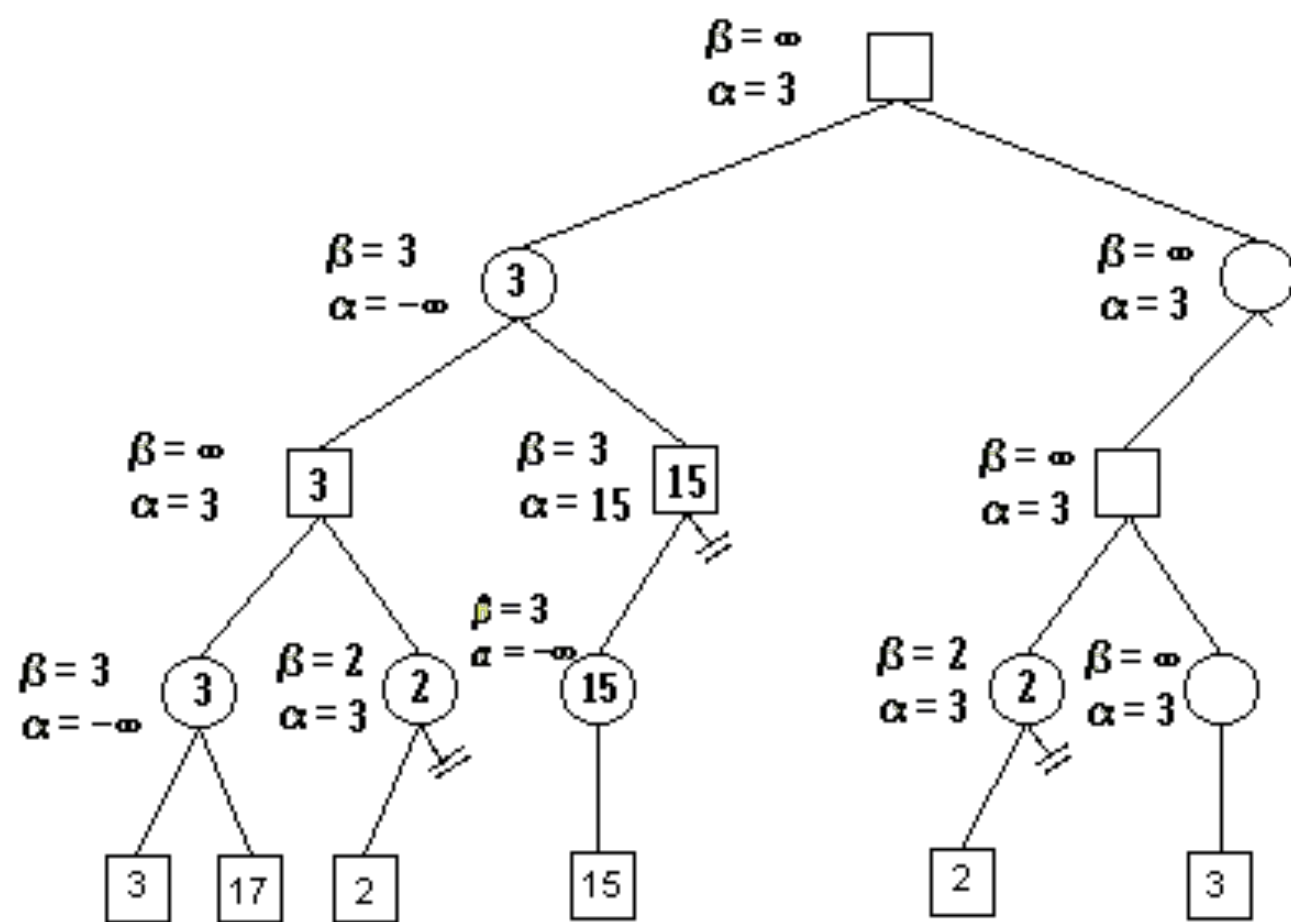 β = ∞
α = 3
β = 3
α = −∞
3
β = ∞
α = 3
β = ∞
α = 3
3
β = 3
α = 15
15
β = ∞
α = 3
β = 3
α = −∞
3
β = 2
α = 3
2
β = 3
α = −∞
15
β = 2
α = 3
2
β = ∞
α = 3
3
17
2
15
2
3